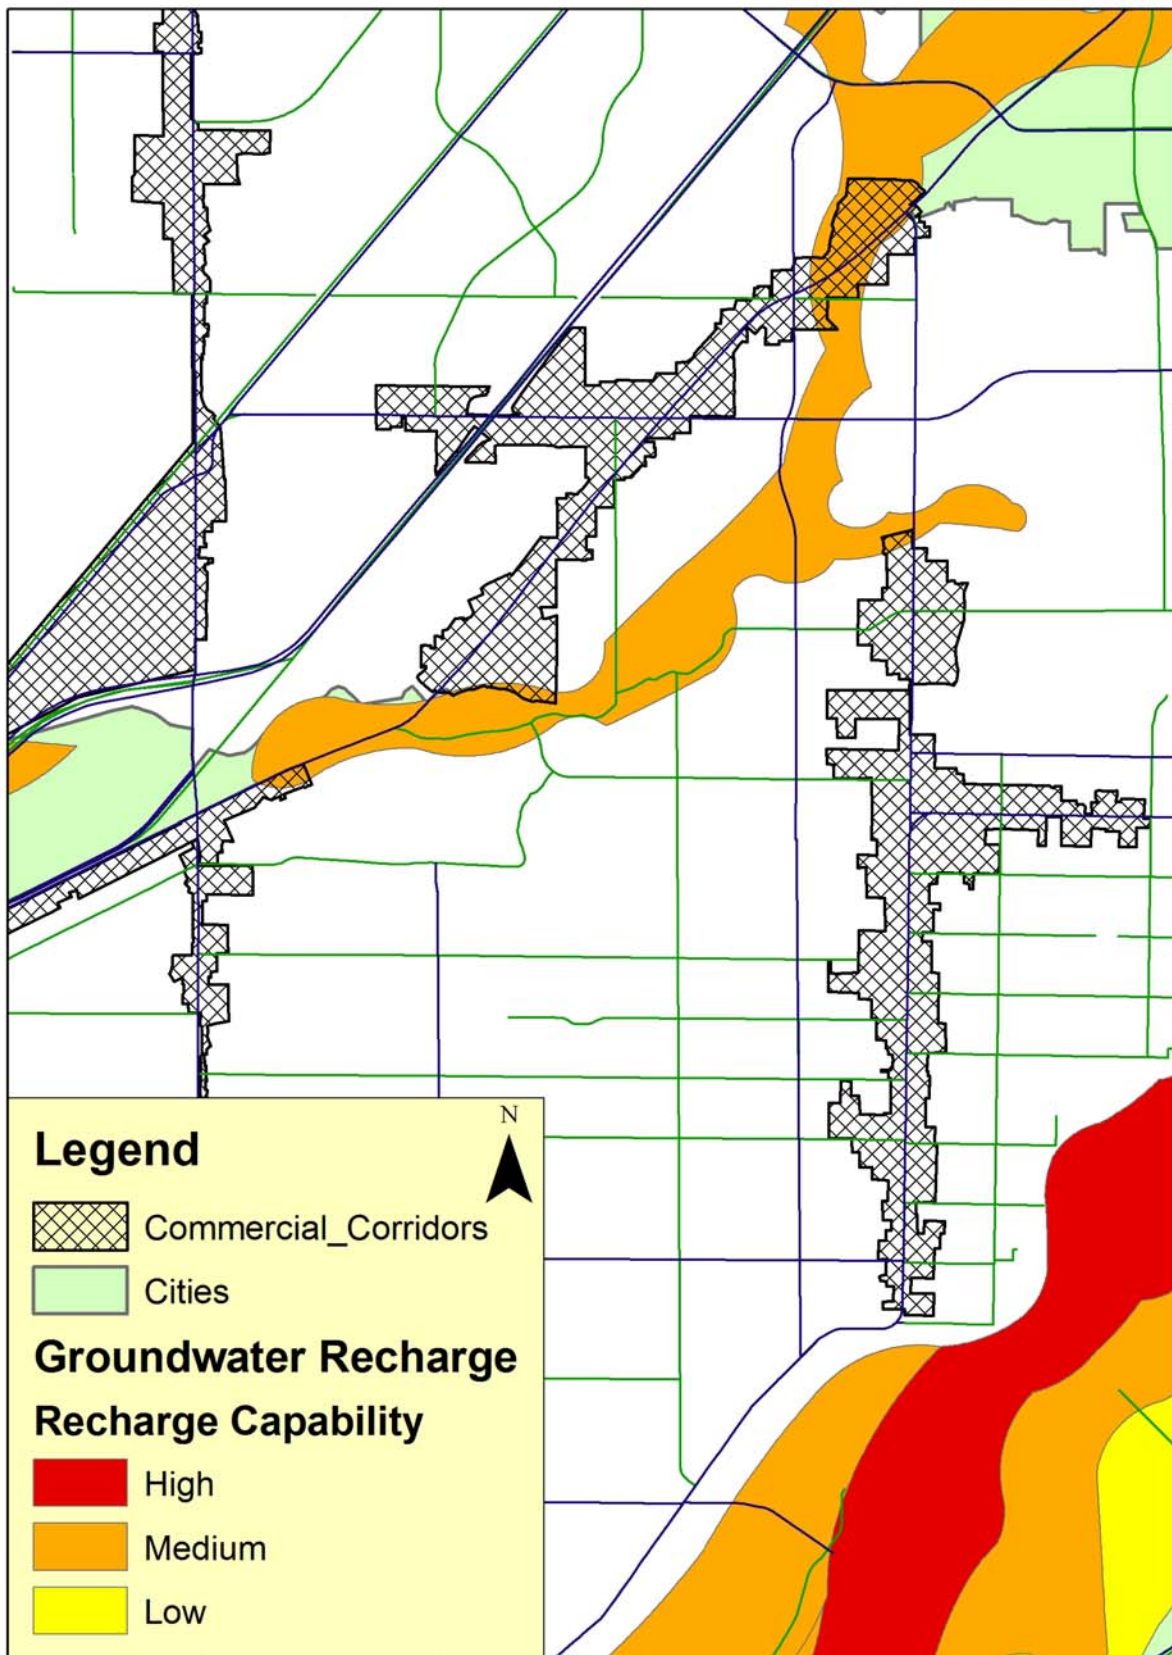 N
Legend
Commercial_Corridors
Cities
Groundwater Recharge
Recharge Capability
High
Medium
Low